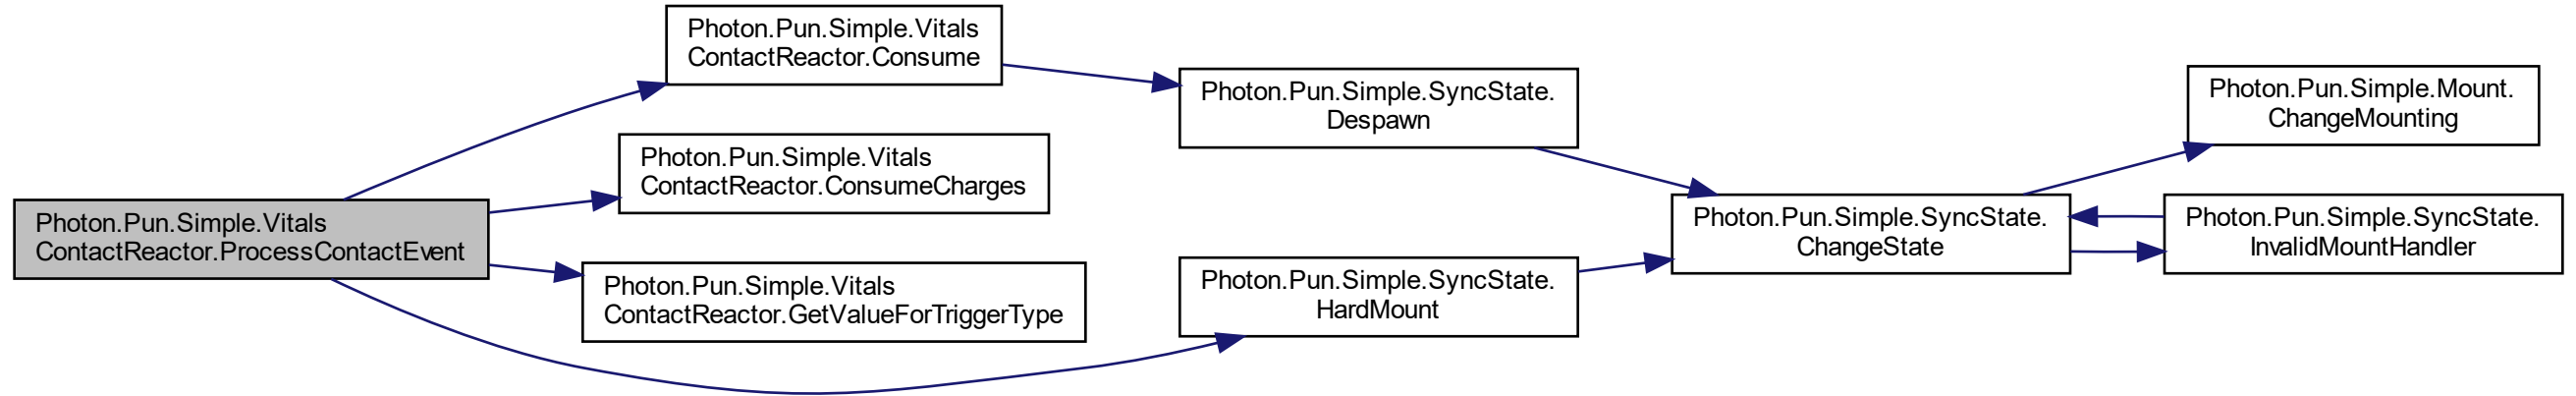 Photon.Pun.Simple.Vitals
ContactReactor.ProcessContactEvent
Photon.Pun.Simple.Vitals
ContactReactor.Consume
Photon.Pun.Simple.Vitals
ContactReactor.ConsumeCharges
Photon.Pun.Simple.Vitals
ContactReactor.GetValueForTriggerType
Photon.Pun.Simple.SyncState.
Despawn
Photon.Pun.Simple.SyncState.
HardMount
Photon.Pun.Simple.SyncState.
ChangeState
Photon.Pun.Simple.Mount.
ChangeMounting
Photon.Pun.Simple.SyncState.
InvalidMountHandler